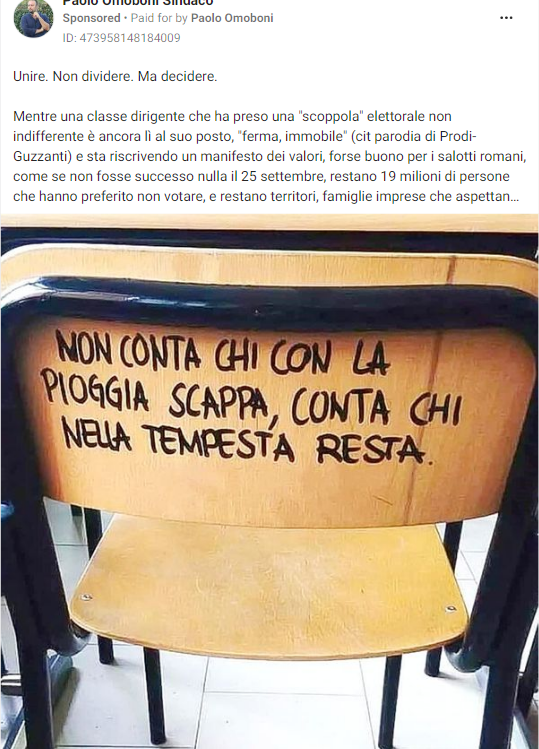 Paolo Omoboni Sindaco
Sponsored • Paid for by Paolo Omoboni
ID: 473958148184009
Unire. Non dividere. Ma decidere.
Mentre una classe dirigente che ha preso una "scoppola" elettorale non
indifferente è ancora lì al suo posto, "ferma, immobile" (cit parodia di Prodi-
Guzzanti) e sta riscrivendo un manifesto dei valori, forse buono per i salotti romani,
come se non fosse successo nulla il 25 settembre, restano 19 milioni di persone
che hanno preferito non votare, e restano territori, famiglie imprese che aspettan...
NON CONTA CHI CON LA
PIOGGIA SCAPPA, CONTA CHI
NELLA TEMPESTA RESTA.